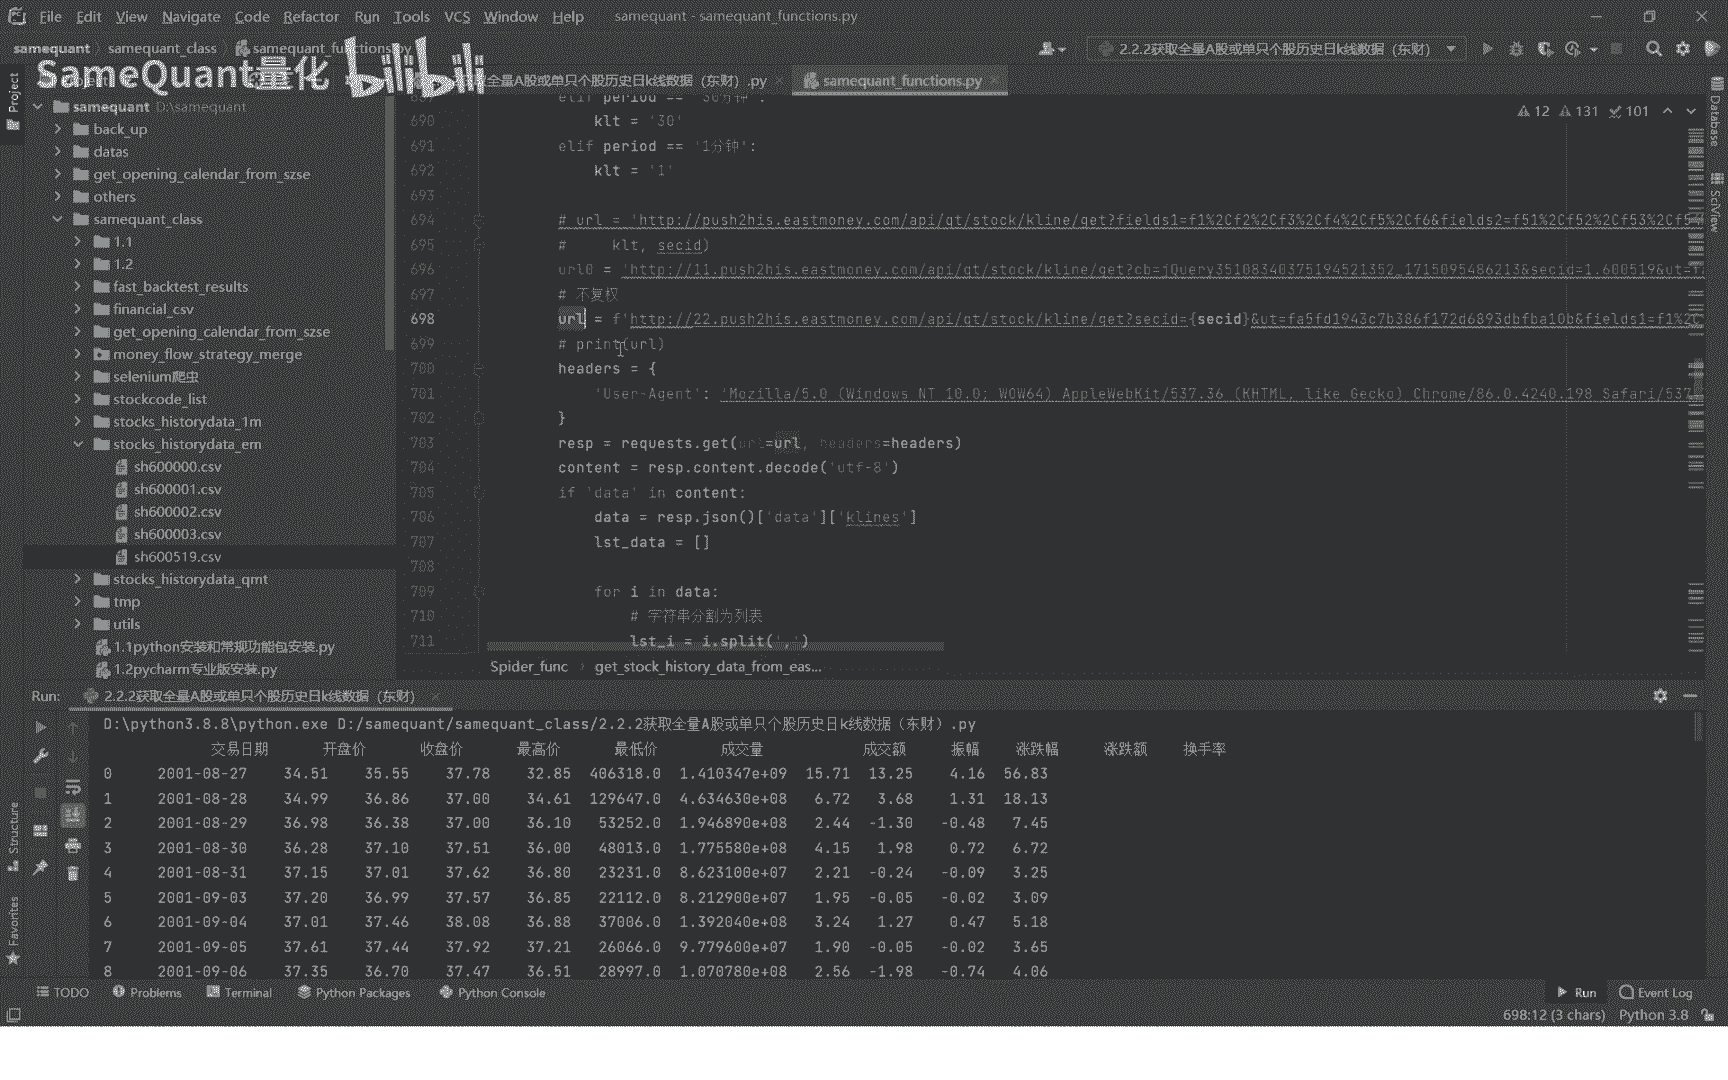 File Edit View Navigate Code Refactor Run Tools VCS Window Help samequant - samequant_functions.py
samequant samequant_class samequant_functions.py
2.2.2获取全量A股或单只个股历史日k线数据（东财）
SameQuant量化 bilibili
全量A股或单只个股历史日k线数据（东财）.py samequant_functions.py
Project
samequant D:\samequant
back_up
datas
get_opening_calendar_from_szse
others
samequant_class
1.1
1.2
fast_backtest_results
financial_csv
get_opening_calendar_from_szse
money_flow_strategy_merge
selenium爬虫
stockcode_list
stocks_historydata_1m
stocks_historydata_em
sh600000.csv
sh600001.csv
sh600002.csv
sh600003.csv
sh600519.csv
stocks_historydata_qmt
tmp
utils
1.1python安装和常规功能包安装.py
1.2pycharm专业版安装.py
12 131 101
elif period == '30分钟':
690 klt = '30'
691 elif period == '1分钟':
692 klt = '1'
693
694 # url = 'http://push2his.eastmoney.com/api/qt/stock/kline/get?fields1=f1%2Cf2%2Cf3%2Cf4%2Cf5%2Cf6&fields2=f51%2Cf52%2Cf53%2Cf5
695 # klt, secid)
696 url0 = 'http://11.push2his.eastmoney.com/api/qt/stock/kline/get?cb=jQuery35108340375194521352_1715095486213&secid=1.600519&ut=f
697 # 不复权
698 url = f'http://22.push2his.eastmoney.com/api/qt/stock/kline/get?secid={secid}&ut=fa5fd1943c7b386f172d6893dbfba10b&fields1=f1%2C
699 # print(url)
700 headers = {
701 'User-Agent': 'Mozilla/5.0 (Windows NT 10.0; WOW64) AppleWebKit/537.36 (KHTML, like Gecko) Chrome/86.0.4240.198 Safari/537
702 }
703 resp = requests.get(url=url, headers=headers)
704 content = resp.content.decode('utf-8')
705 if 'data' in content:
706 data = resp.json()['data']['klines']
707 lst_data = []
708
709 for i in data:
710 # 字符串分割为列表
711 lst_i = i.split(',')
Spider_func get_stock_history_data_from_eas...
Database
SciView
Run: 2.2.2获取全量A股或单只个股历史日k线数据（东财）
D:\python3.8.8\python.exe D:/samequant/samequant_class/2.2.2获取全量A股或单只个股历史日k线数据（东财）.py
交易日期 开盘价 收盘价 最高价 最低价 成交量 成交额 振幅 涨跌幅 涨跌额 换手率
0 2001-08-27 34.51 35.55 37.78 32.85 406318.0 1.410347e+09 15.71 13.25 4.16 56.83
1 2001-08-28 34.99 36.86 37.00 34.61 129647.0 4.634630e+08 6.72 3.68 1.31 18.13
2 2001-08-29 36.98 36.38 37.00 36.10 53252.0 1.946890e+08 2.44 -1.30 -0.48 7.45
3 2001-08-30 36.28 37.10 37.51 36.00 48013.0 1.775580e+08 4.15 1.98 0.72 6.72
4 2001-08-31 37.15 37.01 37.62 36.80 23231.0 8.623100e+07 2.21 -0.24 -0.09 3.25
5 2001-09-03 37.20 36.99 37.57 36.85 22112.0 8.212900e+07 1.95 -0.05 -0.02 3.09
6 2001-09-04 37.01 37.46 38.08 36.88 37006.0 1.392040e+08 3.24 1.27 0.47 5.18
7 2001-09-05 37.61 37.44 37.92 37.21 26066.0 9.779600e+07 1.90 -0.05 -0.02 3.65
8 2001-09-06 37.35 36.70 37.47 36.51 28997.0 1.070780e+08 2.56 -1.98 -0.74 4.06
Structure
Favorites
TODO Problems Terminal Python Packages Python Console Run Event Log
698:12 (3 chars) Python 3.8